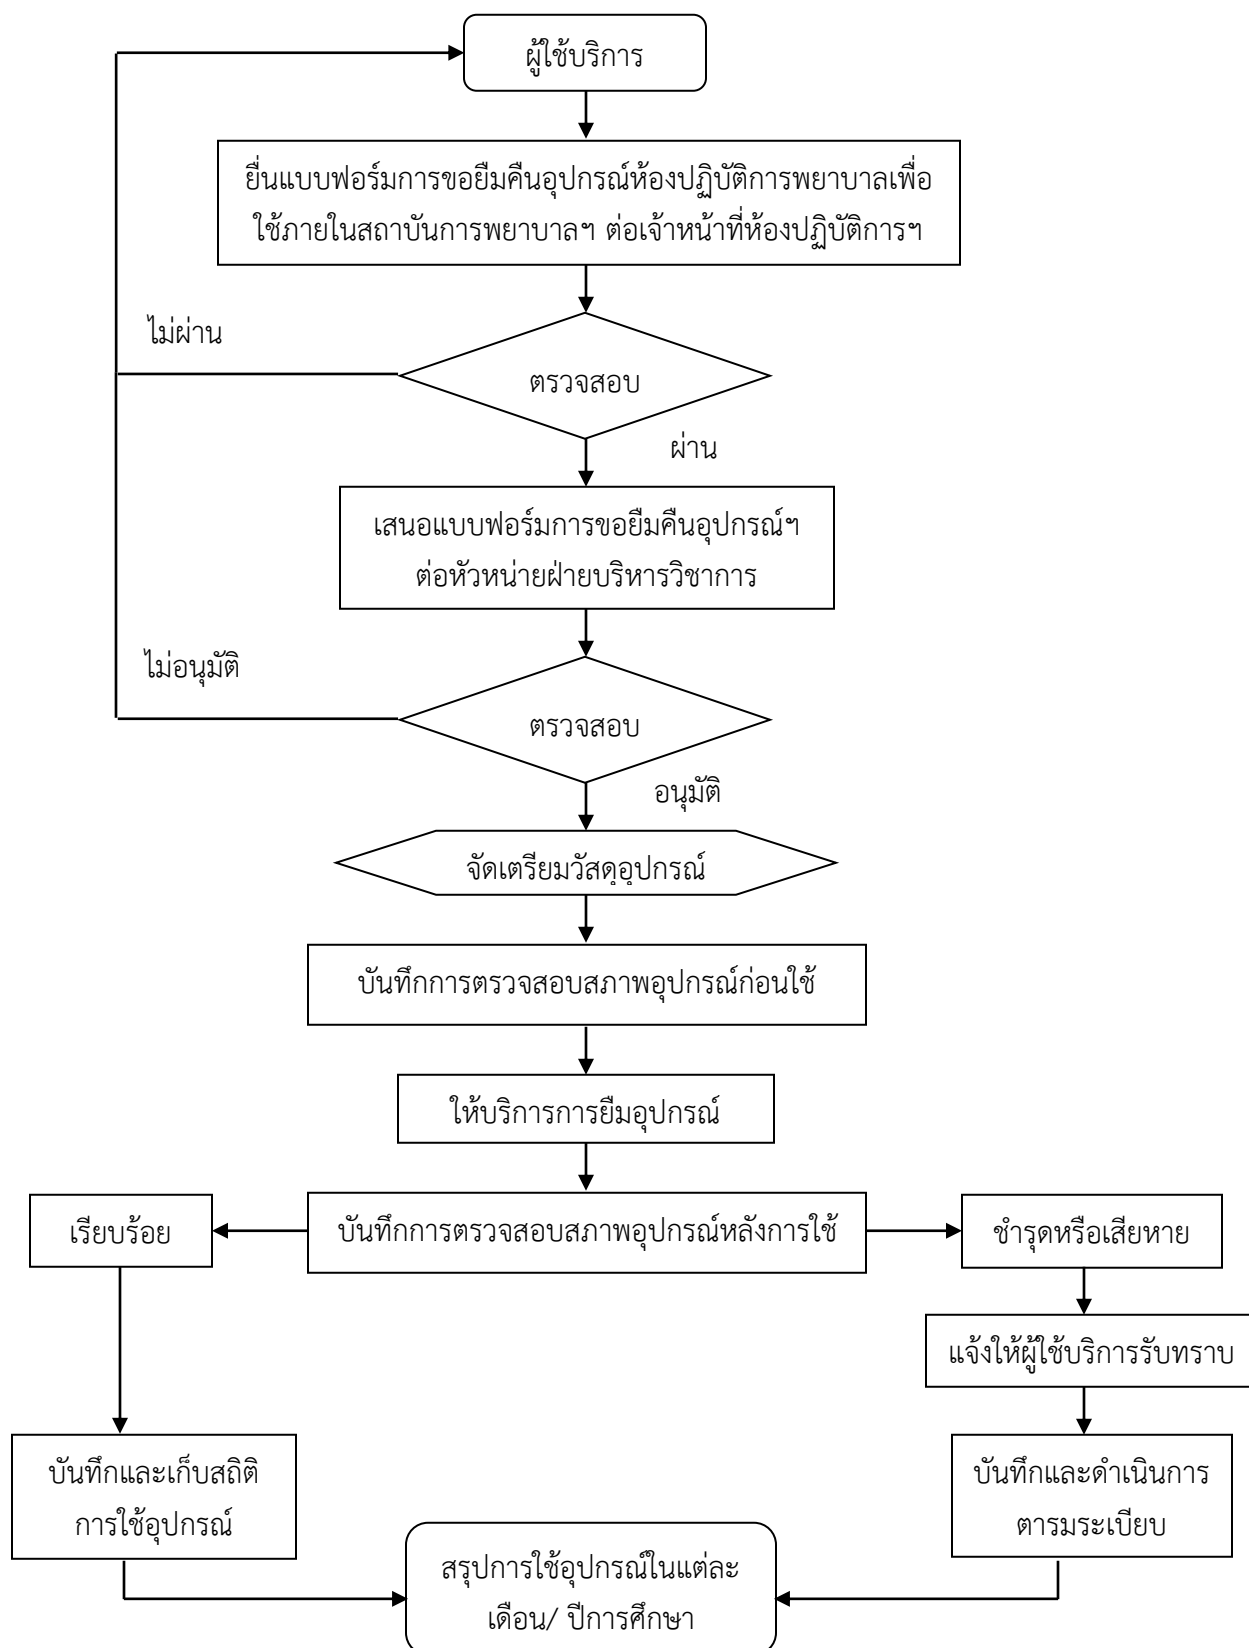 ผู้ใช้บริการ
ยื่นแบบฟอร์มการขอยืมคืนอุปกรณ์ห้องปฏิบัติการพยาบาลเพื่อ
ใช้ภายในสถาบันการพยาบาลฯ ต่อเจ้าหน้าที่ห้องปฏิบัติการฯ
ไม่ผ่าน
ตรวจสอบ
ผ่าน
เสนอแบบฟอร์มการขอยืมคืนอุปกรณ์ฯ
ต่อหัวหน่ายฝ่ายบริหารวิชาการ
ไม่อนุมัติ
ตรวจสอบ
อนุมัติ
จัดเตรียมวัสดุอุปกรณ์
บันทึกการตรวจสอบสภาพอุปกรณ์ก่อนใช้
ให้บริการการยืมอุปกรณ์
เรียบร้อย
บันทึกการตรวจสอบสภาพอุปกรณ์หลังการใช้
ชำรุดหรือเสียหาย
แจ้งให้ผู้ใช้บริการรับทราบ
บันทึกและเก็บสถิติ
การใช้อุปกรณ์
บันทึกและดำเนินการ
ตารมระเบียบ
สรุปการใช้อุปกรณ์ในแต่ละ
เดือน/ ปีการศึกษา